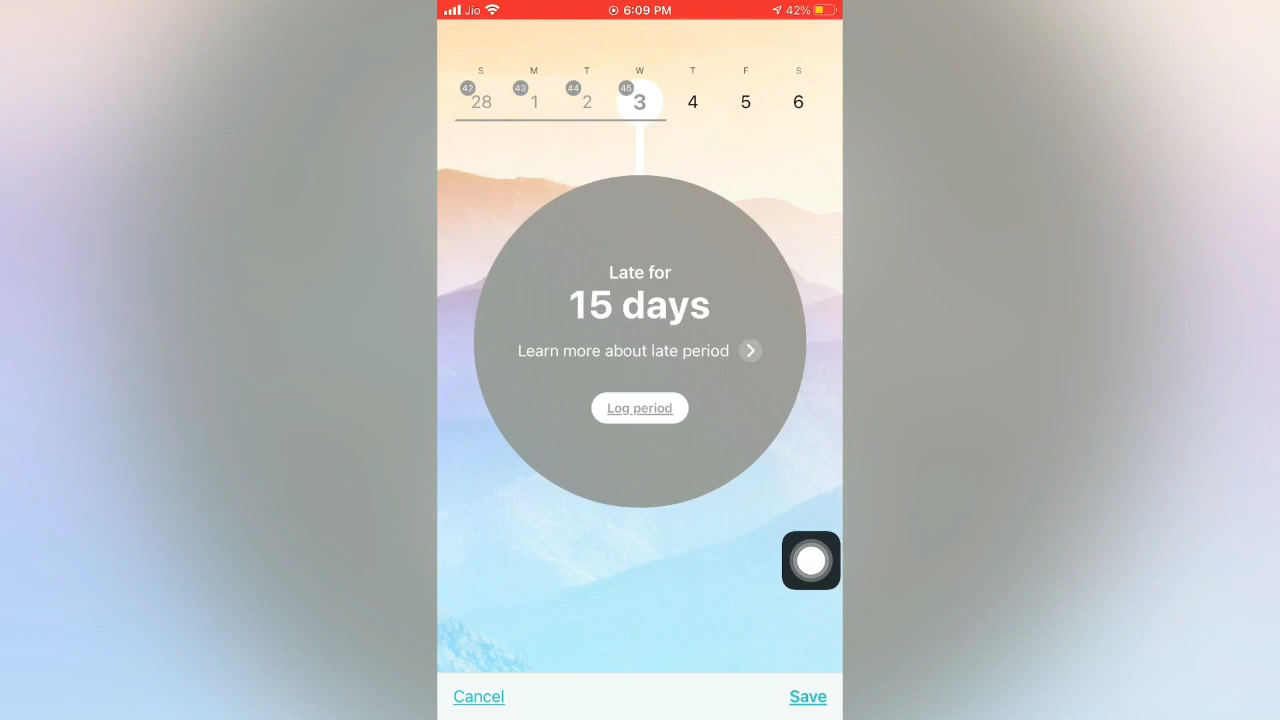 Jio 6:09 PM 42%
S M T W T F S
42 43 44 45
28 1 2 3 4 5 6
Late for
15 days
Learn more about late period
Log period
Cancel Save